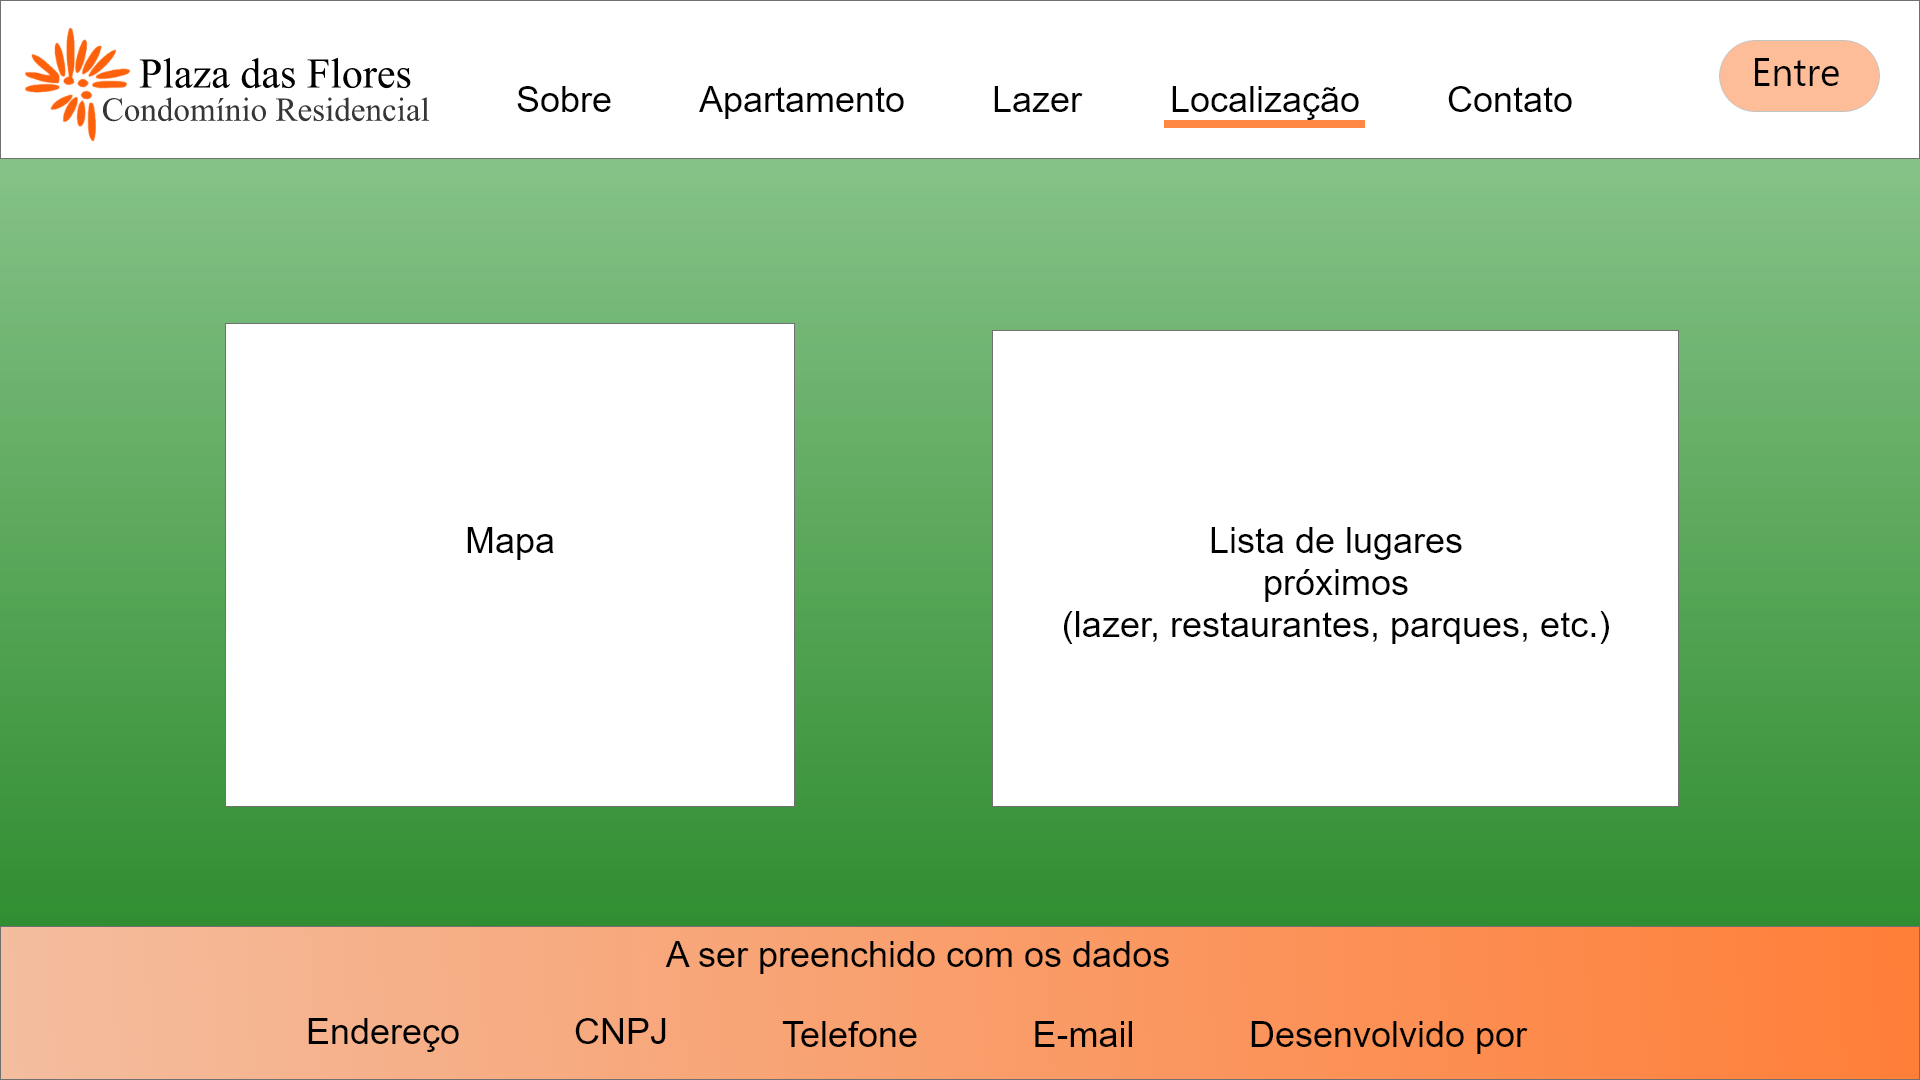 Plaza das Flores
Condomínio Residencial
Sobre
Apartamento
Lazer
Localização
Contato
Entre
Mapa
Lista de lugares
próximos
(lazer, restaurantes, parques, etc.)
A ser preenchido com os dados
Endereço
CNPJ
Telefone
E-mail
Desenvolvido por